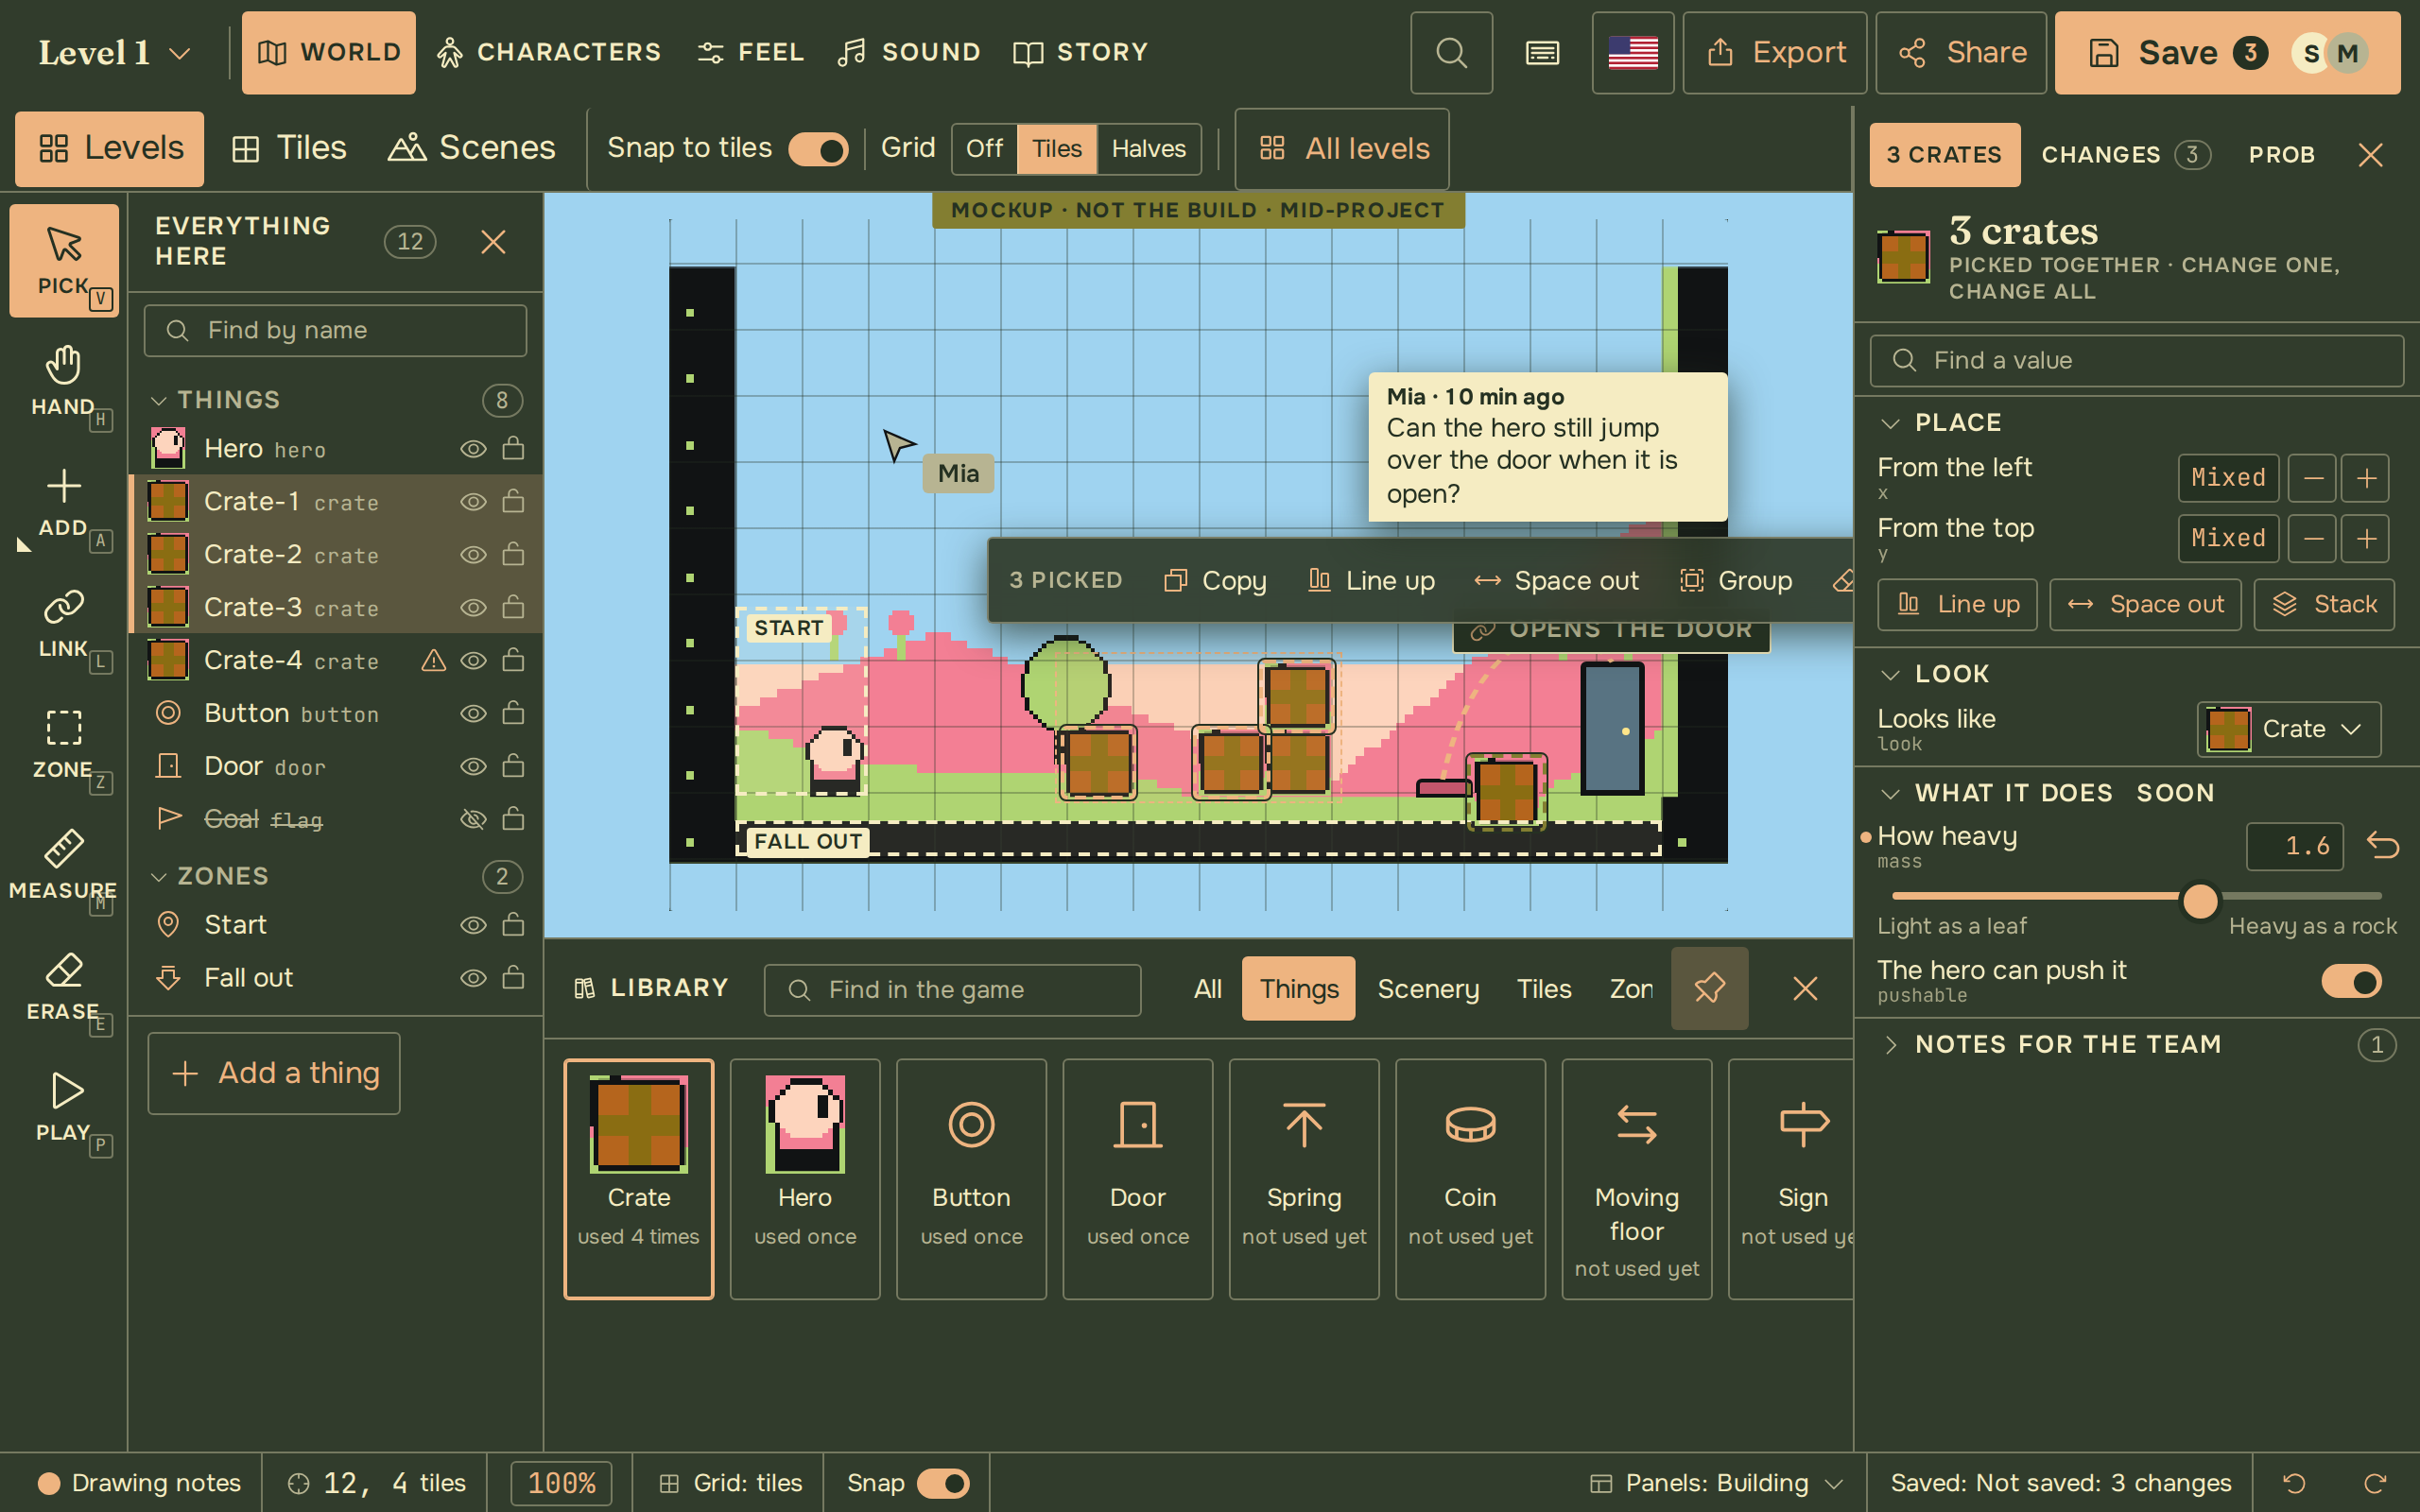 Level 1
WORLD
CHARACTERS
FEEL
SOUND
STORY
Export
Share
Save 3
S
M
Levels
Tiles
Scenes
Snap to tiles
Grid
Off
Tiles
Halves
All levels
3 CRATES
CHANGES 3
PROB
PICK V
HAND H
ADD A
LINK L
ZONE Z
MEASURE M
ERASE E
PLAY P
EVERYTHING
HERE
12
Find by name
THINGS 8
Hero hero
Crate-1 crate
Crate-2 crate
Crate-3 crate
Crate-4 crate
Button button
Door door
Goal flag
ZONES 2
Start
Fall out
Add a thing
MOCKUP · NOT THE BUILD · MID-PROJECT
Mia
Mia · 10 min ago
Can the hero still jump
over the door when it is
open?
3 PICKED
Copy
Line up
Space out
Group
OPENS THE DOOR
START
FALL OUT
LIBRARY
Find in the game
All
Things
Scenery
Tiles
Zon
Crate
used 4 times
Hero
used once
Button
used once
Door
used once
Spring
not used yet
Coin
not used yet
Moving
floor
not used yet
Sign
not used ye
3 crates
PICKED TOGETHER · CHANGE ONE,
CHANGE ALL
Find a value
PLACE
From the left
x
Mixed
From the top
y
Mixed
Line up
Space out
Stack
LOOK
Looks like
look
Crate
WHAT IT DOES SOON
How heavy
mass
1.6
Light as a leaf
Heavy as a rock
The hero can push it
pushable
NOTES FOR THE TEAM 1
Drawing notes
12, 4 tiles
100%
Grid: tiles
Snap
Panels: Building
Saved: Not saved: 3 changes